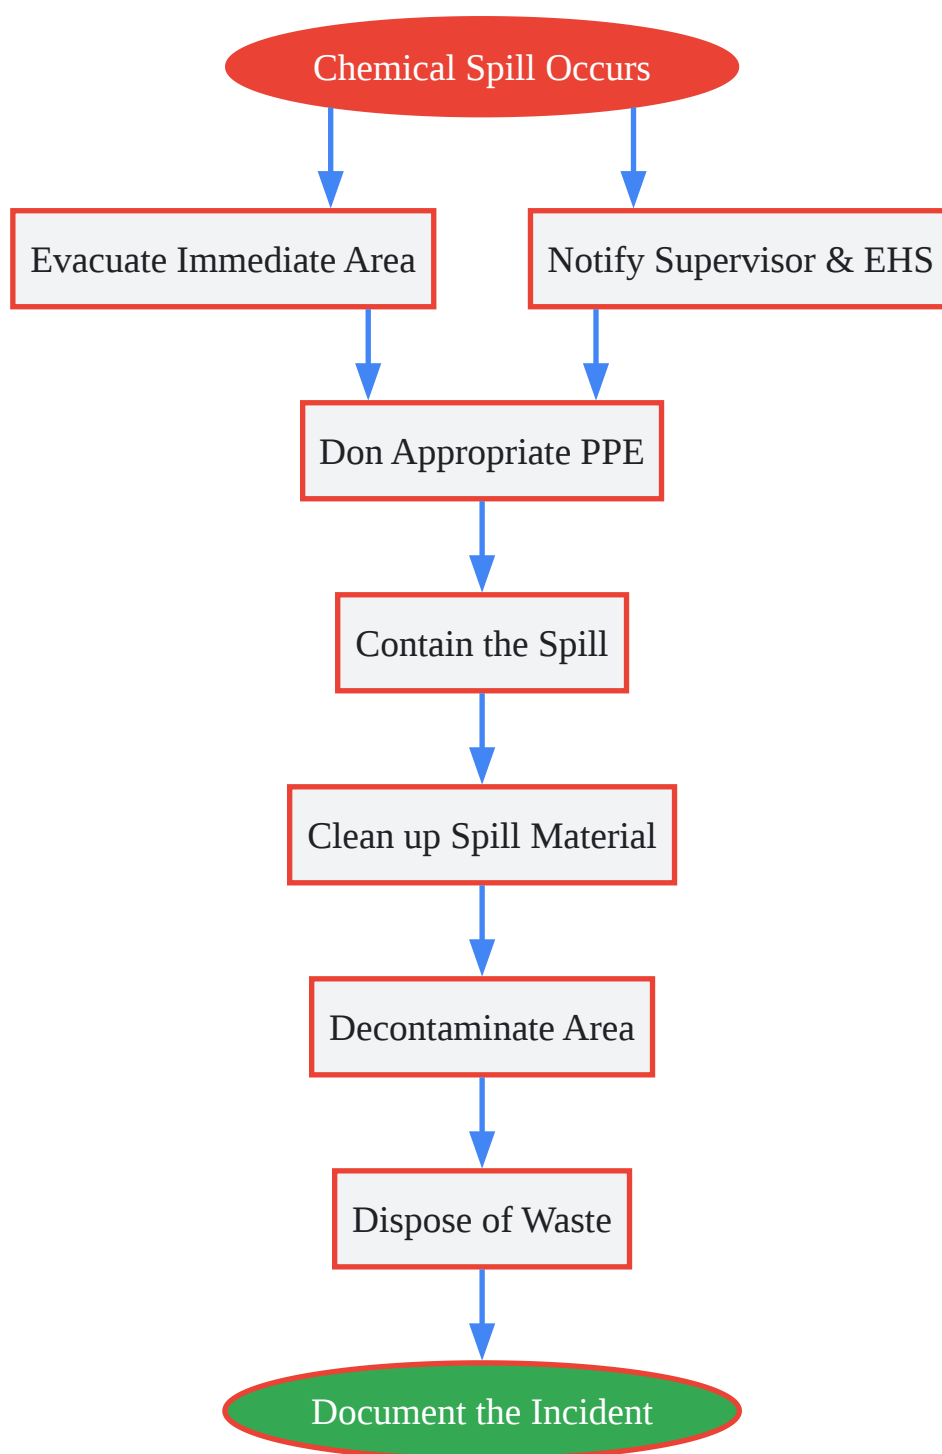 Chemical Spill Occurs
Evacuate Immediate Area
Notify Supervisor & EHS
Don Appropriate PPE
Contain the Spill
Clean up Spill Material
Decontaminate Area
Dispose of Waste
Document the Incident